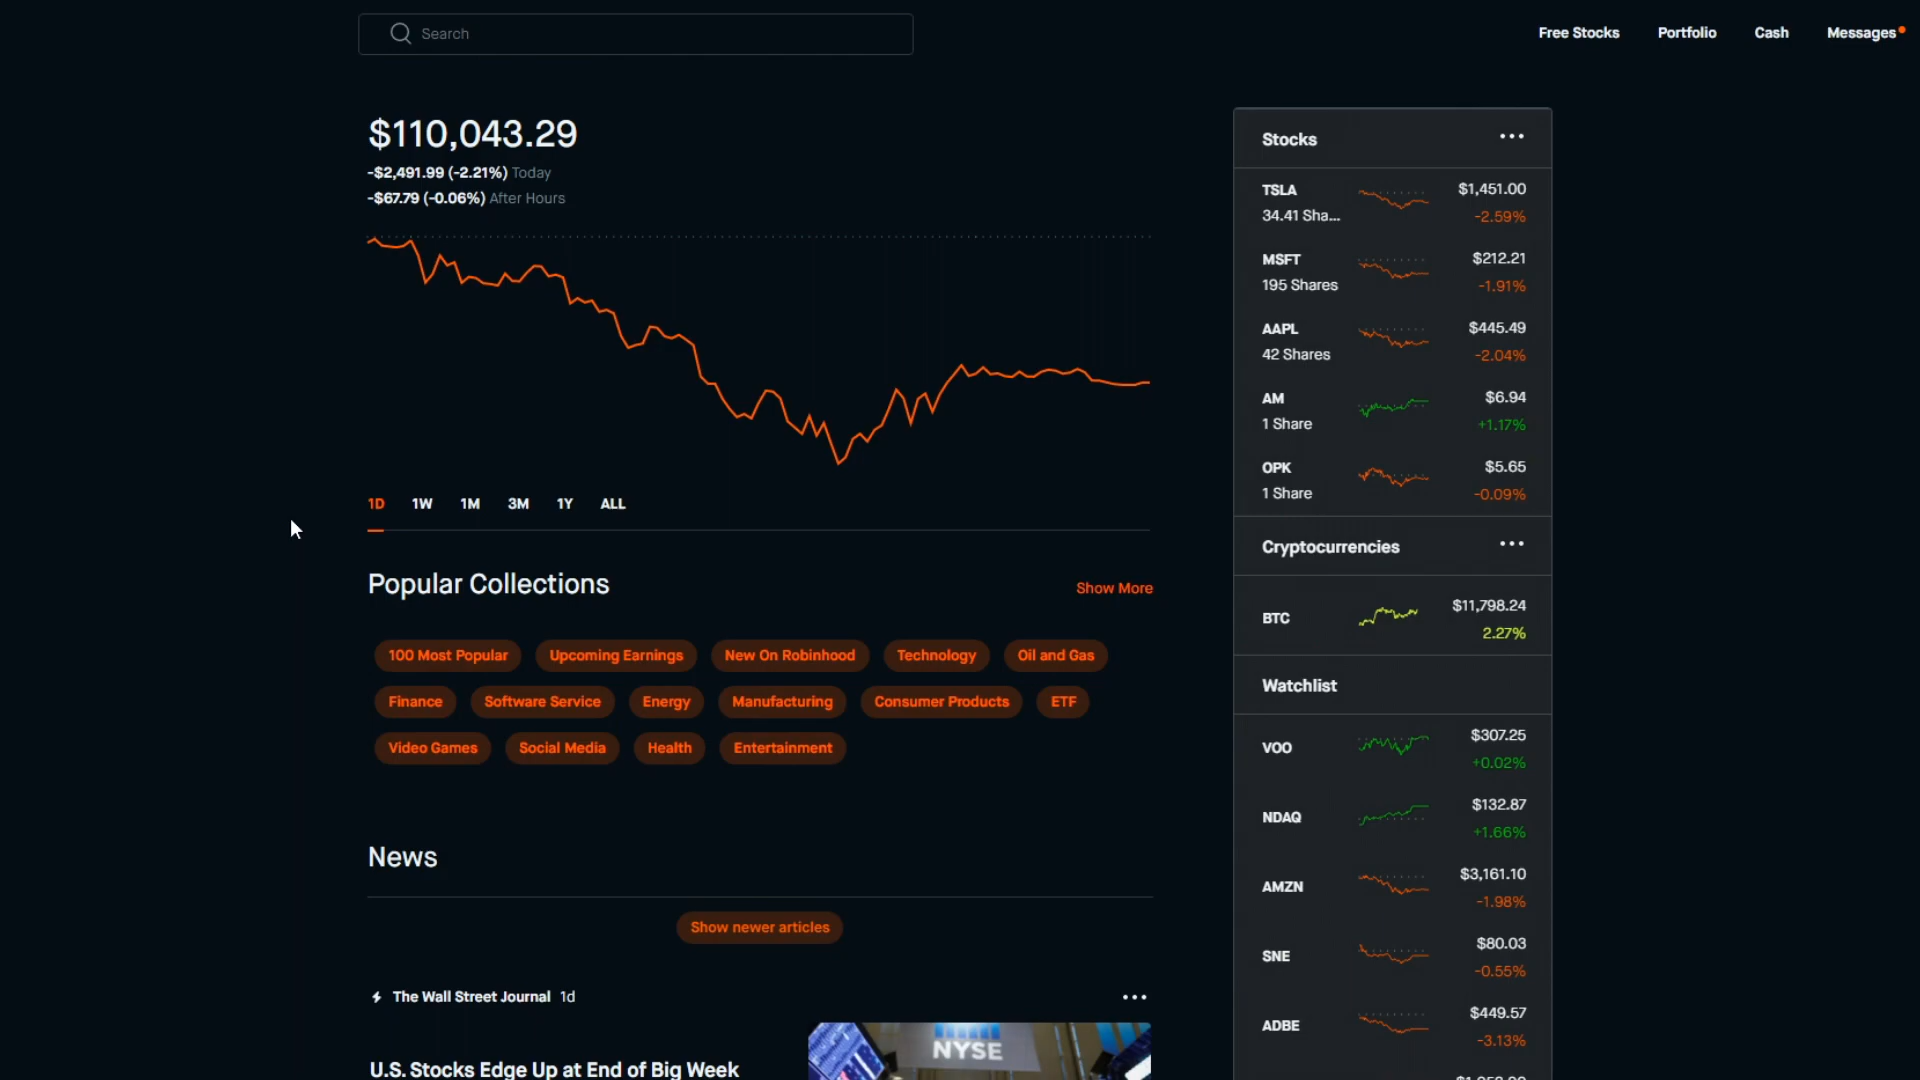 Search
Free Stocks
Portfolio
Cash
Messages
$110,043.29
-$2,491.99 (-2.21%) Today
-$67.79 (-0.06%) After Hours
1D 1W 1M 3M 1Y ALL
Popular Collections
Show More
100 Most Popular
Upcoming Earnings
New On Robinhood
Technology
Oil and Gas
Finance
Software Service
Energy
Manufacturing
Consumer Products
ETF
Video Games
Social Media
Health
Entertainment
News
Show newer articles
The Wall Street Journal 1d
U.S. Stocks Edge Up at End of Big Week
NYSE
Stocks
TSLA $1,451.00
34.41 Sha... -2.59%
MSFT $212.21
195 Shares -1.91%
AAPL $445.49
42 Shares -2.04%
AM $6.94
1 Share +1.17%
OPK $5.65
1 Share -0.09%
Cryptocurrencies
BTC $11,798.24
2.27%
Watchlist
VOO $307.25
+0.02%
NDAQ $132.87
+1.66%
AMZN $3,161.10
-1.98%
SNE $80.03
-0.55%
ADBE $449.57
-3.13%